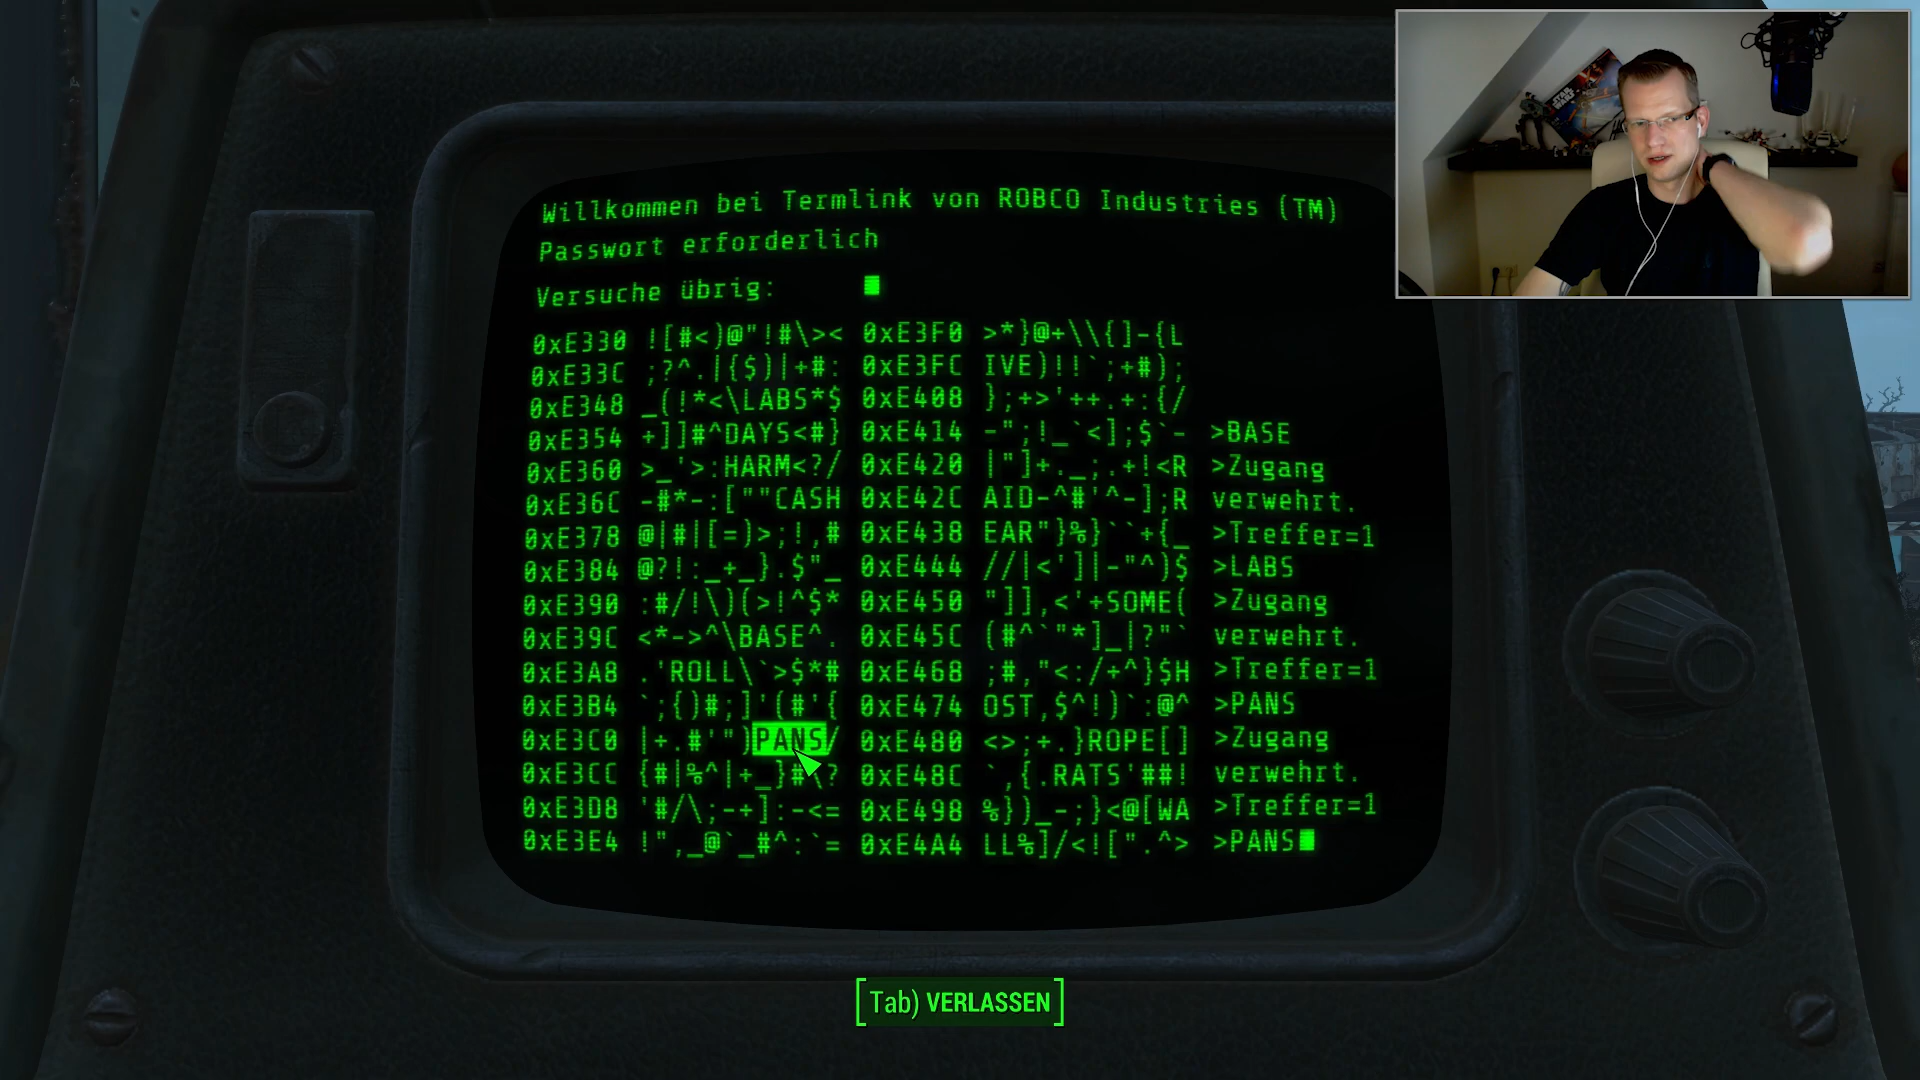 Willkommen bei Termlink von ROBCO Industries (TM)
Passwort erforderlich
Versuche übrig:
0xE330 ![#<)@"!#\>< 0xE3F0 >*}@+\\{]-{L
0xE33C ;?^.|{$)|+#: 0xE3FC IVE)!!`;+#);
0xE348 _(!*<\LABS*$ 0xE408 };+>'++.+:{/
0xE354 +]]#^DAYS<#} 0xE414 -";!_`<];$`- >BASE
0xE360 >_'>:HARM<?/ 0xE420 |"]+._;.+!<R >Zugang
0xE36C -#*-:[""CASH 0xE42C AID-^#'^-];R verwehrt.
0xE378 @|#|[=)>;!,# 0xE438 EAR"}%}``+{_ >Treffer=1
0xE384 @?!:_+_}.$"_ 0xE444 //|<']|-"^)$ >LABS
0xE390 :#/!\)(>!^$* 0xE450 "]],<'+SOME( >Zugang
0xE39C <*->^\BASE^. 0xE45C (#^`"*]_|?"` verwehrt.
0xE3A8 .'ROLL\`>$*# 0xE468 ;#,"<:/+^}$H >Treffer=1
0xE3B4 `;{)#;]'(#'{ 0xE474 OST,$^!)`:@^ >PANS
0xE3C0 |+.#'")PANS/ 0xE480 <>;+.}ROPE[] >Zugang
0xE3CC {#|%^|+_}#\? 0xE48C `,{.RATS'##! verwehrt.
0xE3D8 '#/\;-+]:-<= 0xE498 %})_-;}<@[WA >Treffer=1
0xE3E4 !",_@`_#^:`= 0xE4A4 LL%]/<![".^> >PANS
[Tab) VERLASSEN]
STAR WARS